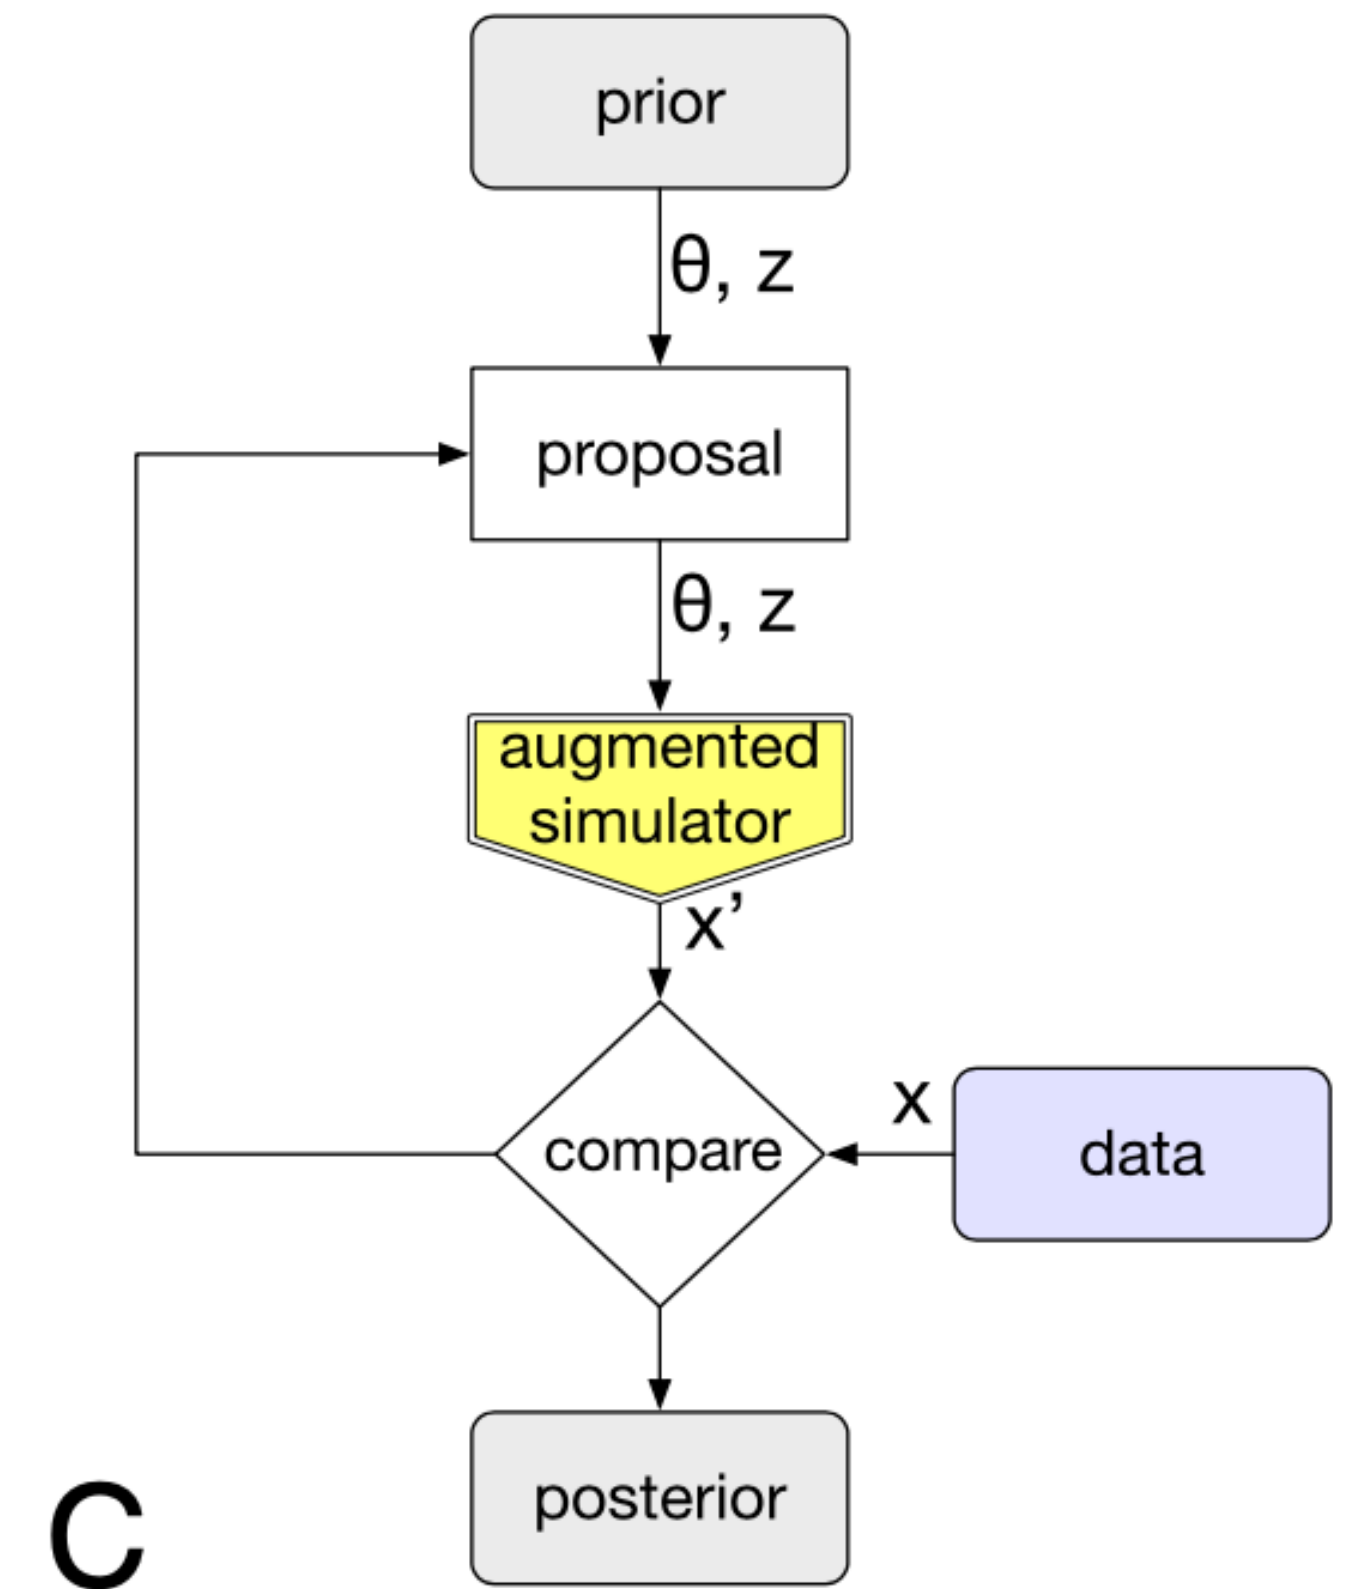 prior
θ, z
proposal
θ, z
augmented
simulator
x’
x
compare
data
posterior
C